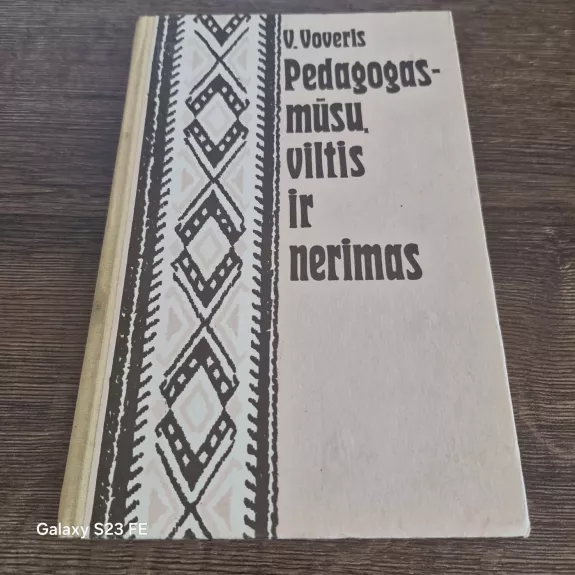 V. Voveris
Pedagogas-
mūsų
viltis
ir
nerimas
Galaxy S23 FE